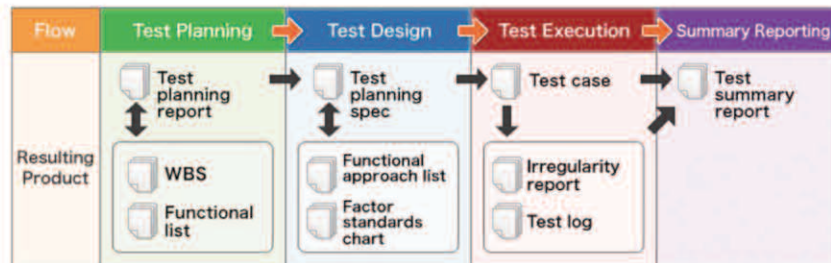 Flow
Test Planning
Test Design
Test Execution
Summary Reporting
Resulting
Product
Test
planning
report
WBS
Functional
list
Test
planning
spec
Functional
approach list
Factor
standards
chart
Test case
Irregularity
report
Test log
Test
summary
report